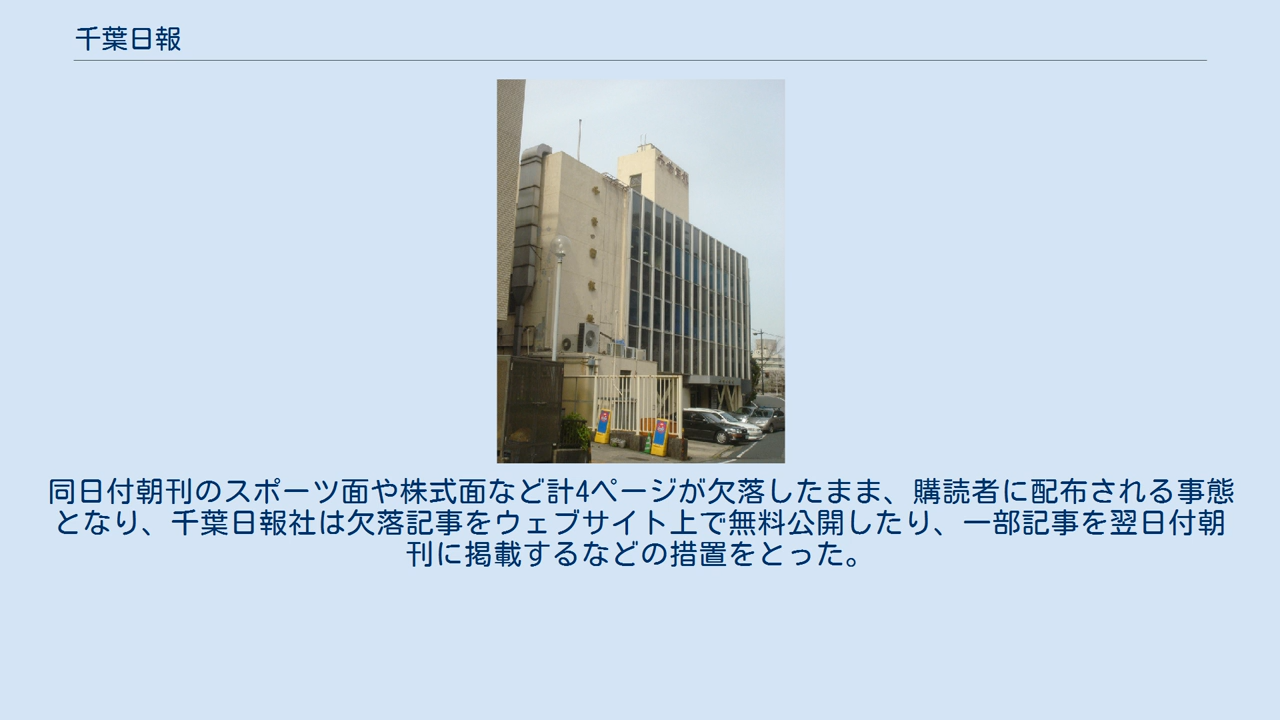 千葉日報
同日付朝刊のスポーツ面や株式面など計4ページが欠落したまま、購読者に配布される事態
となり、千葉日報社は欠落記事をウェブサイト上で無料公開したり、一部記事を翌日付朝
刊に掲載するなどの措置をとった。